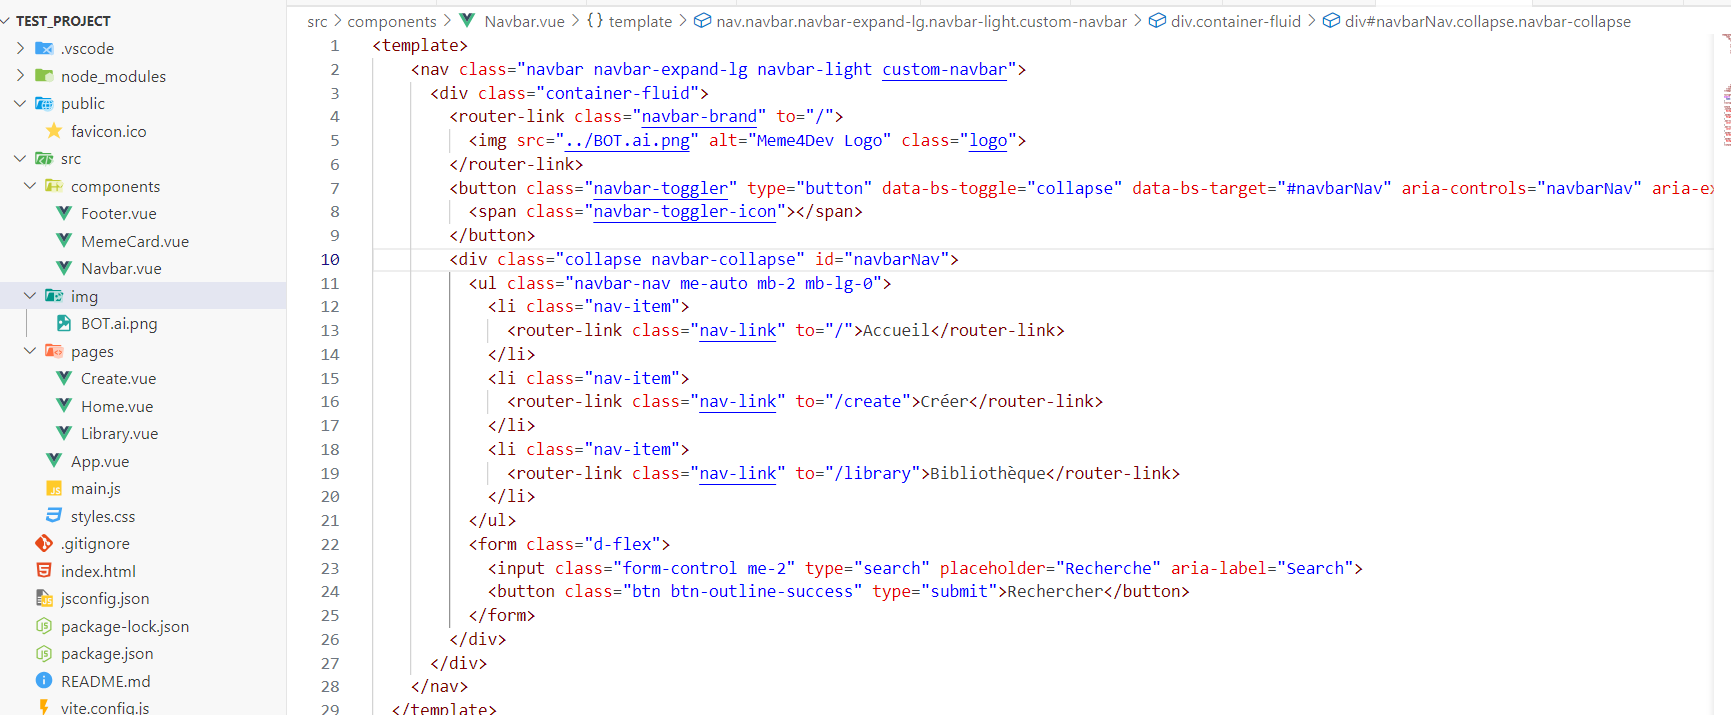 TEST_PROJECT
.vscode
node_modules
public
favicon.ico
src
components
Footer.vue
MemeCard.vue
Navbar.vue
img
BOT.ai.png
pages
Create.vue
Home.vue
Library.vue
App.vue
main.js
styles.css
.gitignore
index.html
jsconfig.json
package-lock.json
package.json
README.md
vite.config.js
src > components > Navbar.vue > {} template > nav.navbar.navbar-expand-lg.navbar-light.custom-navbar > div.container-fluid > div#navbarNav.collapse.navbar-collapse
1 <template>
2 <nav class="navbar navbar-expand-lg navbar-light custom-navbar">
3 <div class="container-fluid">
4 <router-link class="navbar-brand" to="/">
5 <img src="../BOT.ai.png" alt="Meme4Dev Logo" class="logo">
6 </router-link>
7 <button class="navbar-toggler" type="button" data-bs-toggle="collapse" data-bs-target="#navbarNav" aria-controls="navbarNav" aria-ex
8 <span class="navbar-toggler-icon"></span>
9 </button>
10 <div class="collapse navbar-collapse" id="navbarNav">
11 <ul class="navbar-nav me-auto mb-2 mb-lg-0">
12 <li class="nav-item">
13 <router-link class="nav-link" to="/">Accueil</router-link>
14 </li>
15 <li class="nav-item">
16 <router-link class="nav-link" to="/create">Créer</router-link>
17 </li>
18 <li class="nav-item">
19 <router-link class="nav-link" to="/library">Bibliothèque</router-link>
20 </li>
21 </ul>
22 <form class="d-flex">
23 <input class="form-control me-2" type="search" placeholder="Recherche" aria-label="Search">
24 <button class="btn btn-outline-success" type="submit">Rechercher</button>
25 </form>
26 </div>
27 </div>
28 </nav>
29 </template>